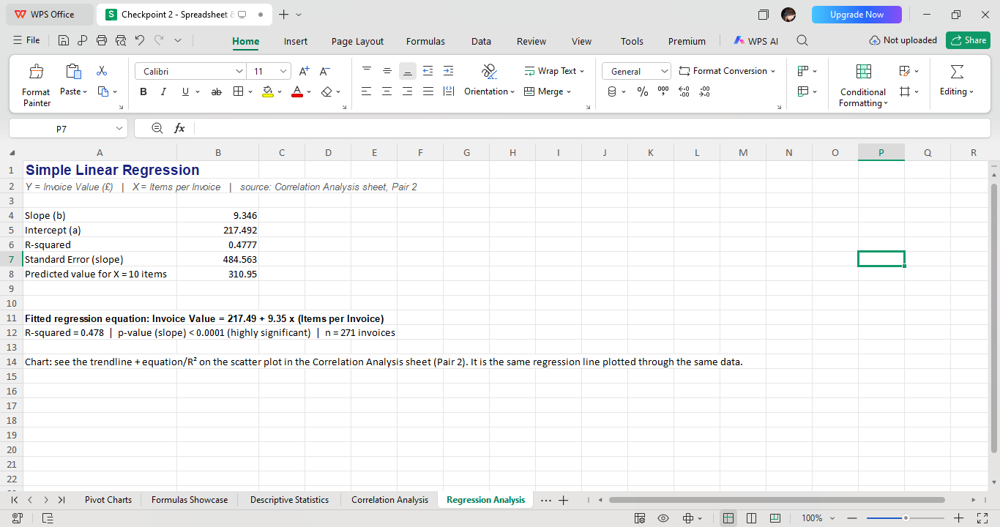 WPS Office
Checkpoint 2 - Spreadsheet &
Upgrade Now
File
Home Insert Page Layout Formulas Data Review View Tools Premium WPS AI
Not uploaded
Share
Format Painter
Paste
Calibri
11
B I U ab A
Orientation
Wrap Text
Merge
General
Format Conversion
Conditional Formatting
Editing
P7
fx
A B C D E F G H I J K L M N O P Q R
1 Simple Linear Regression
2 Y = Invoice Value (£) | X = Items per Invoice | source: Correlation Analysis sheet, Pair 2
3
4 Slope (b) 9.346
5 Intercept (a) 217.492
6 R-squared 0.4777
7 Standard Error (slope) 484.563
8 Predicted value for X = 10 items 310.95
9
10
11 Fitted regression equation: Invoice Value = 217.49 + 9.35 x (Items per Invoice)
12 R-squared = 0.478 | p-value (slope) < 0.0001 (highly significant) | n = 271 invoices
13
14 Chart: see the trendline + equation/R² on the scatter plot in the Correlation Analysis sheet (Pair 2). It is the same regression line plotted through the same data.
15
16
17
18
19
20
21
22
Pivot Charts Formulas Showcase Descriptive Statistics Correlation Analysis Regression Analysis
100%